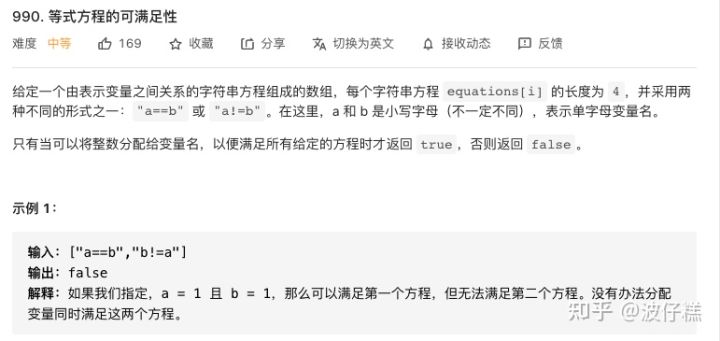 990. 等式方程的可满足性
难度 中等 169 收藏 分享 切换为英文 接收动态 反馈
给定一个由表示变量之间关系的字符串方程组成的数组，每个字符串方程 equations[i] 的长度为 4，并采用两
种不同的形式之一："a==b" 或 "a!=b"。在这里，a 和 b 是小写字母（不一定不同），表示单字母变量名。
只有当可以将整数分配给变量名，以便满足所有给定的方程时才返回 true，否则返回 false。
示例 1：
输入：["a==b","b!=a"]
输出：false
解释：如果我们指定，a = 1 且 b = 1，那么可以满足第一个方程，但无法满足第二个方程。没有办法分配
变量同时满足这两个方程。
知乎 @波仔糕